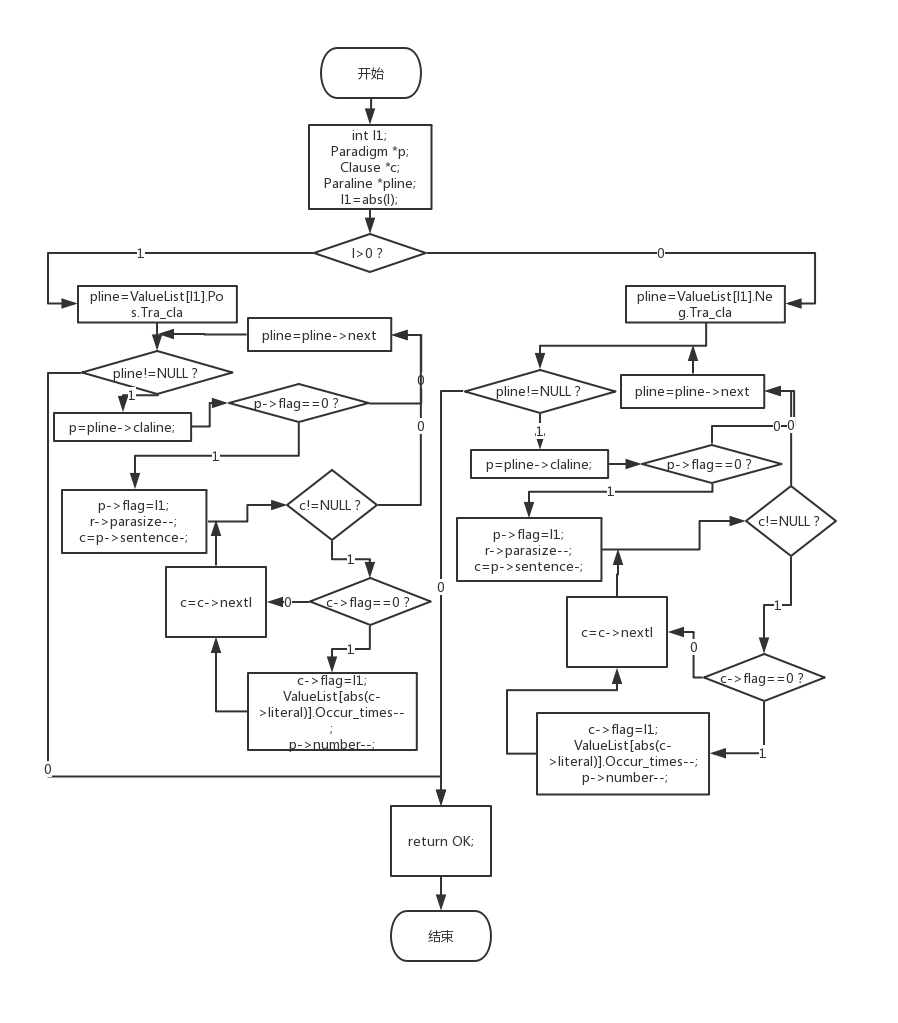 开始
int l1;
Paradigm *p;
Clause *c;
Paraline *pline;
l1=abs(l);
l>0 ?
1
0
pline=ValueList[l1].Po
s.Tra_cla
pline=pline->next
pline!=NULL ?
1
0
p=pline->claline;
p->flag==0 ?
0
1
p->flag=l1;
r->parasize--;
c=p->sentence-;
c!=NULL ?
0
1
c->flag==0 ?
0
c=c->nextl
1
c->flag=l1;
ValueList[abs(c-
>literal)].Occur_times--
;
p->number--;
pline=ValueList[l1].Ne
g.Tra_cla
pline=pline->next
pline!=NULL ?
0
1
p=pline->claline;
p->flag==0 ?
0
1
p->flag=l1;
r->parasize--;
c=p->sentence-;
c!=NULL ?
0
1
c->flag==0 ?
0
c=c->nextl
1
c->flag=l1;
ValueList[abs(c-
>literal)].Occur_times--;
p->number--;
return OK;
结束